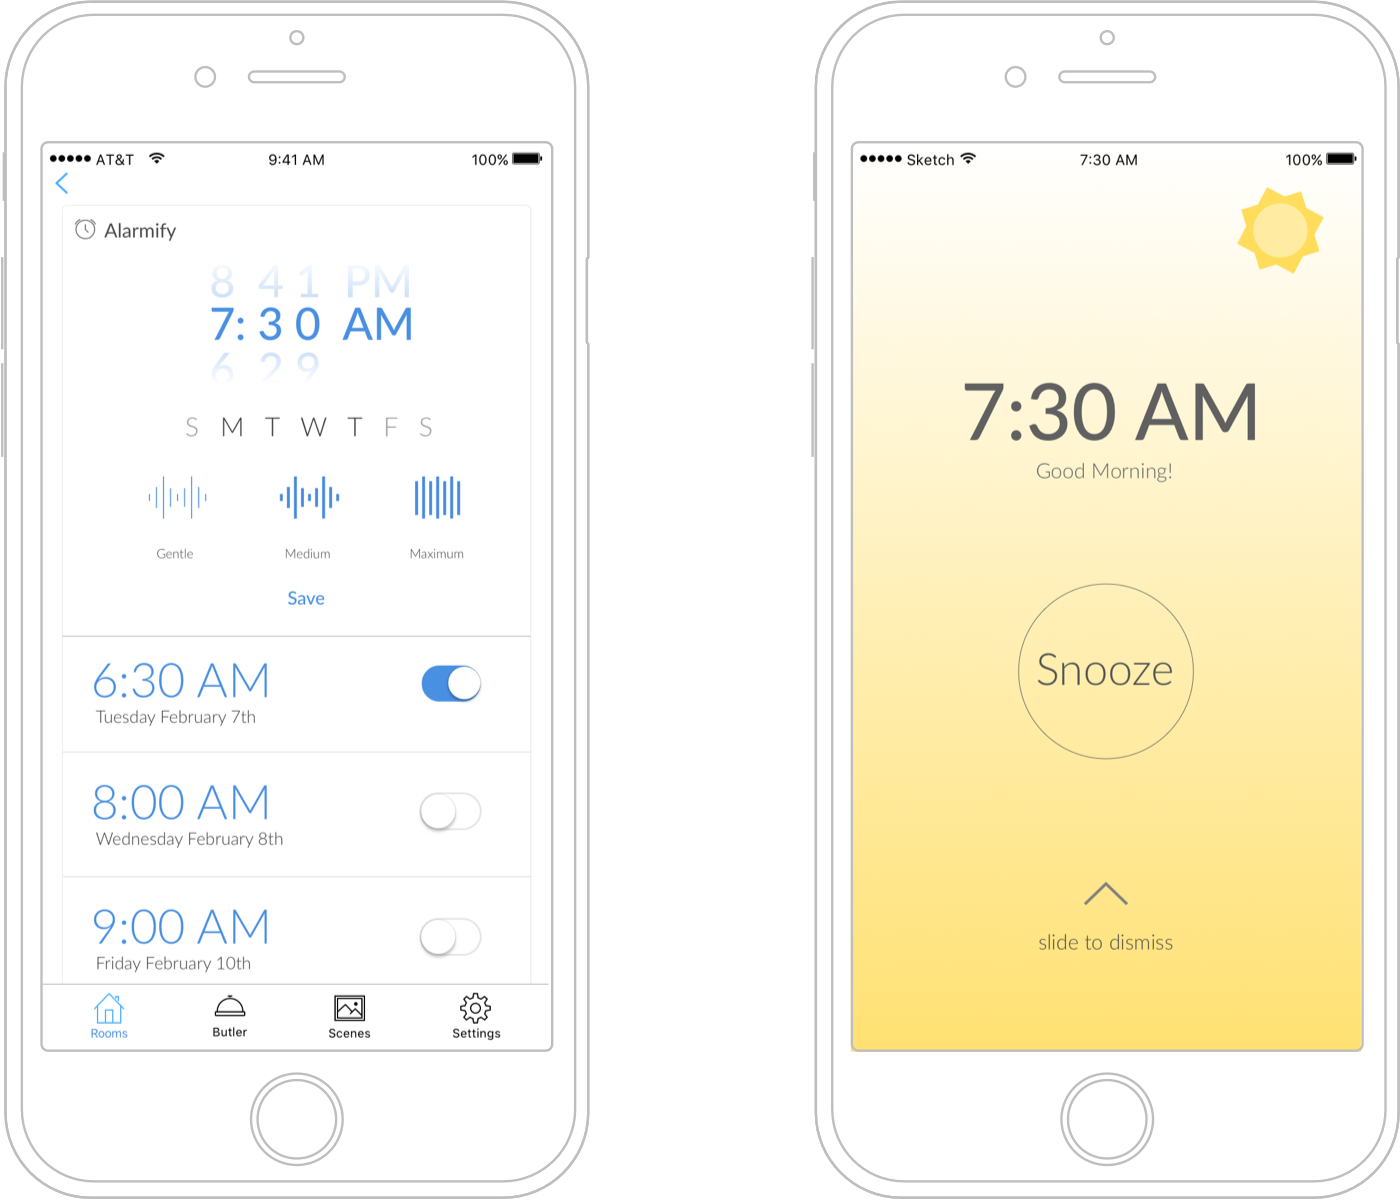 AT&T 9:41 AM 100%
Alarmify
8 4 1 PM
7: 3 0 AM
6 2 9
S M T W T F S
Gentle Medium Maximum
Save
6:30 AM
Tuesday February 7th
8:00 AM
Wednesday February 8th
9:00 AM
Friday February 10th
Rooms Butler Scenes Settings
Sketch 7:30 AM 100%
7:30 AM
Good Morning!
Snooze
slide to dismiss